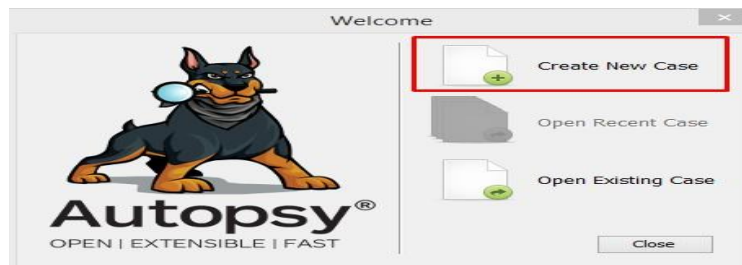 Welcome
Create New Case
Open Recent Case
Open Existing Case
Autopsy®
OPEN | EXTENSIBLE | FAST
Close